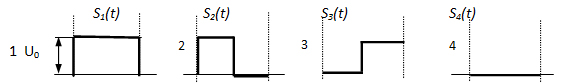 S₁(t) S₂(t) S₃(t) S₄(t)
1 U₀ 2 3 4